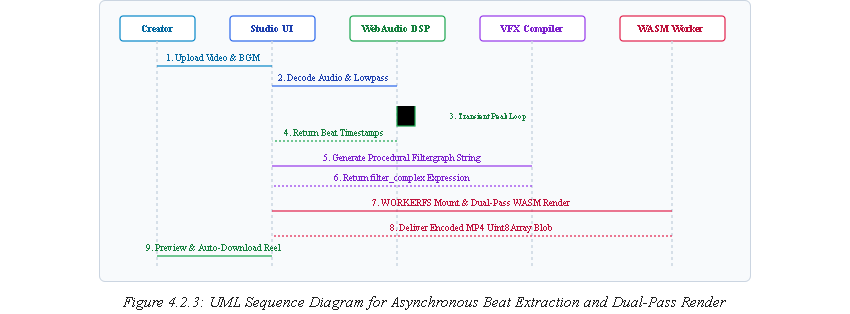 Creator
Studio UI
WebAudio DSP
VFX Compiler
WASM Worker
1. Upload Video & BGM
2. Decode Audio & Lowpass
3. Transient Peak Loop
4. Return Beat Timestamps
5. Generate Procedural Filtergraph String
6. Return filter_complex Expression
7. WORKERFS Mount & Dual-Pass WASM Render
8. Deliver Encoded MP4 Uint8Array Blob
9. Preview & Auto-Download Reel
Figure 4.2.3: UML Sequence Diagram for Asynchronous Beat Extraction and Dual-Pass Render